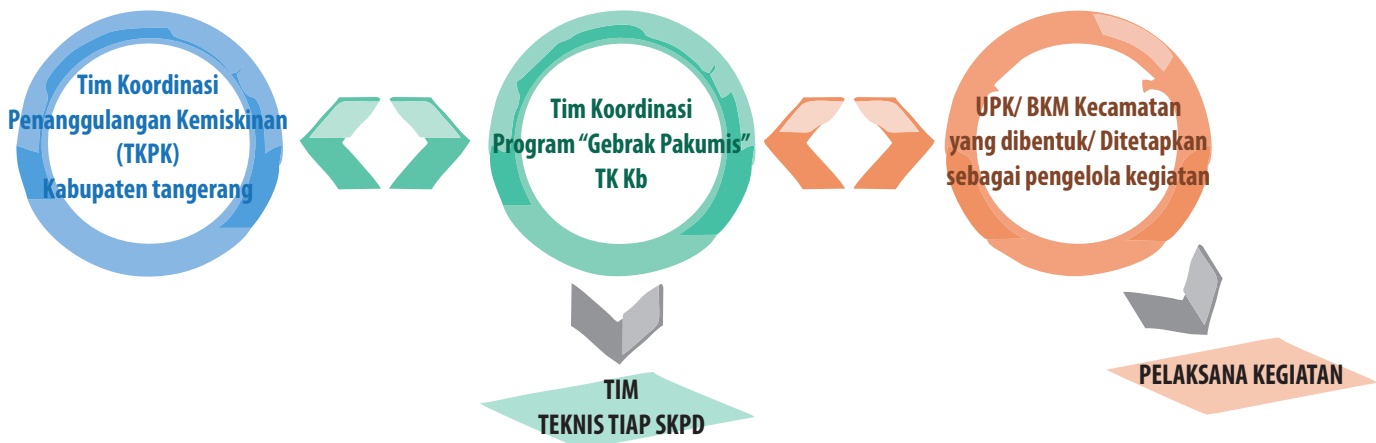 Tim Koordinasi
Penanggulangan Kemiskinan
(TKPK)
Kabupaten tangerang
Tim Koordinasi
Program “Gebrak Pakumis”
TK Kb
UPK/ BKM Kecamatan
yang dibentuk/ Ditetapkan
sebagai pengelola kegiatan
TIM
TEKNIS TIAP SKPD
PELAKSANA KEGIATAN